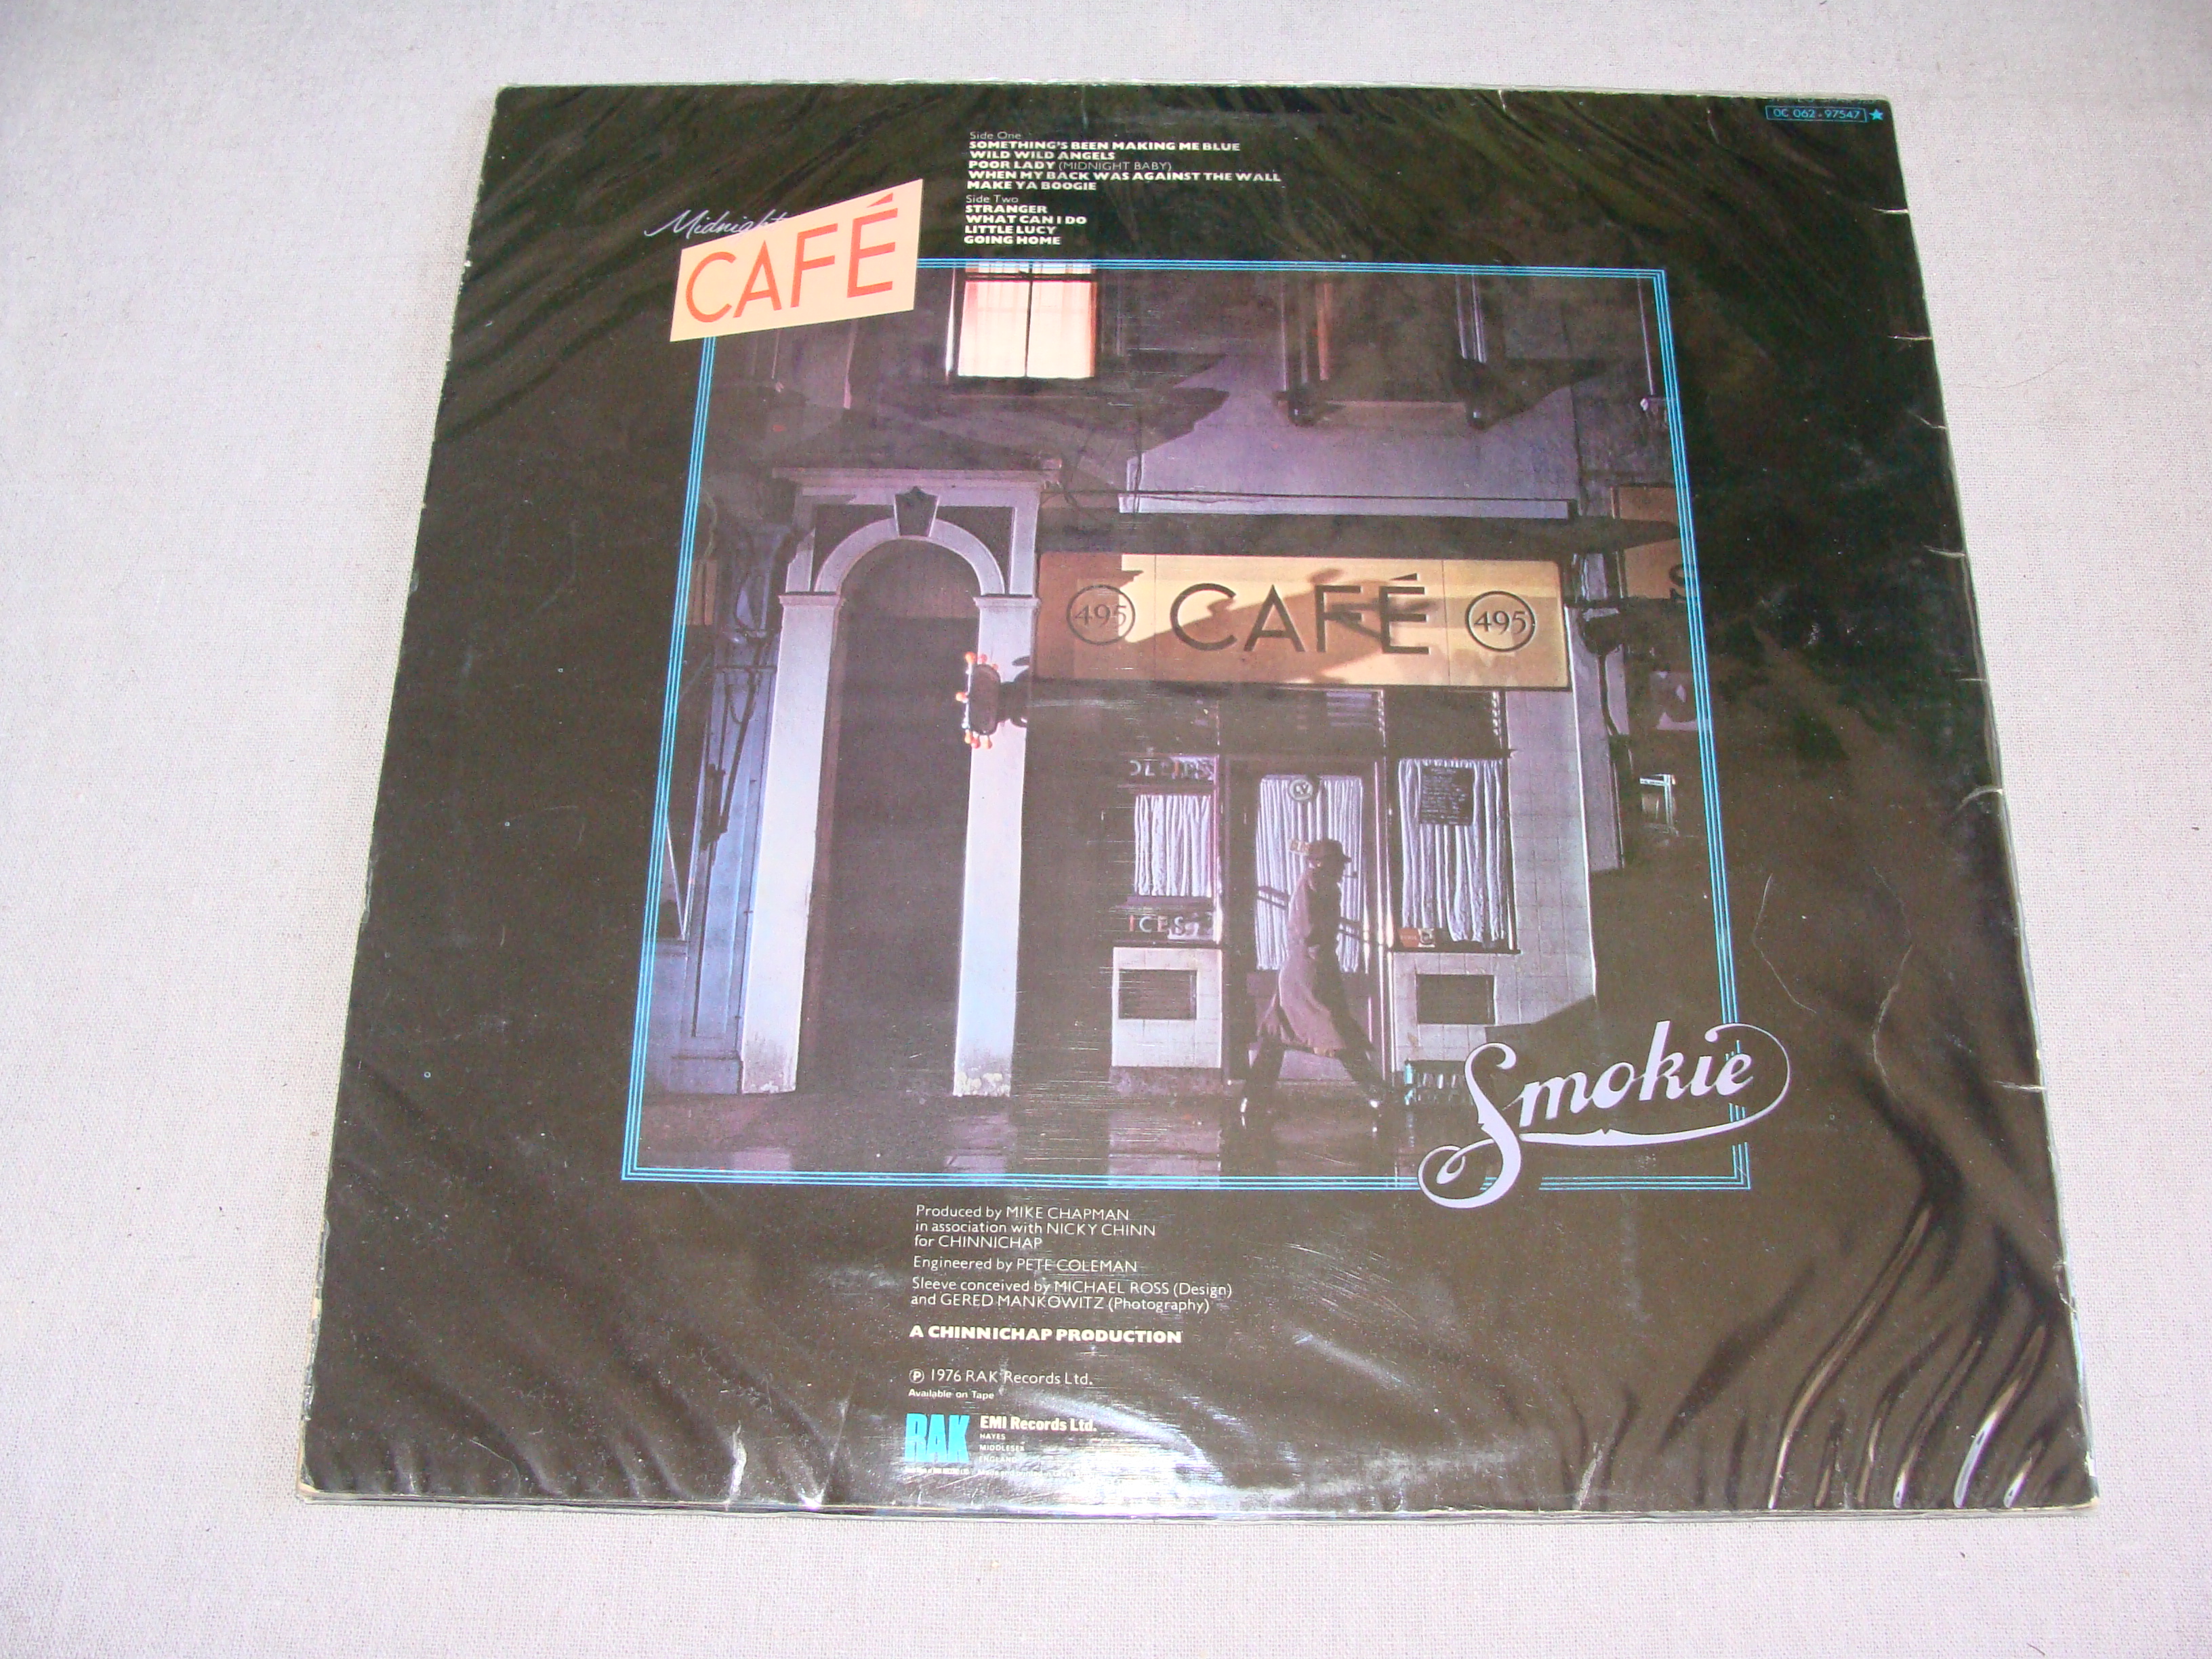 OC 062-97547 ★
Side One
SOMETHING'S BEEN MAKING ME BLUE
WILD WILD ANGELS
POOR LADY (MIDNIGHT BABY)
WHEN MY BACK WAS AGAINST THE WALL
MAKE YA BOOGIE
Side Two
STRANGER
WHAT CAN I DO
LITTLE LUCY
GOING HOME
Midnight
CAFÉ
495 CAFÉ 495
ICES
Smokie
Produced by MIKE CHAPMAN
in association with NICKY CHINN
for CHINNICHAP
Engineered by PETE COLEMAN
Sleeve conceived by MICHAEL ROSS (Design)
and GERED MANKOWITZ (Photography)
A CHINNICHAP PRODUCTION
℗ 1976 RAK Records Ltd.
Available on Tape
RAK
EMI Records Ltd.
HAYES
MIDDLESEX
ENGLAND